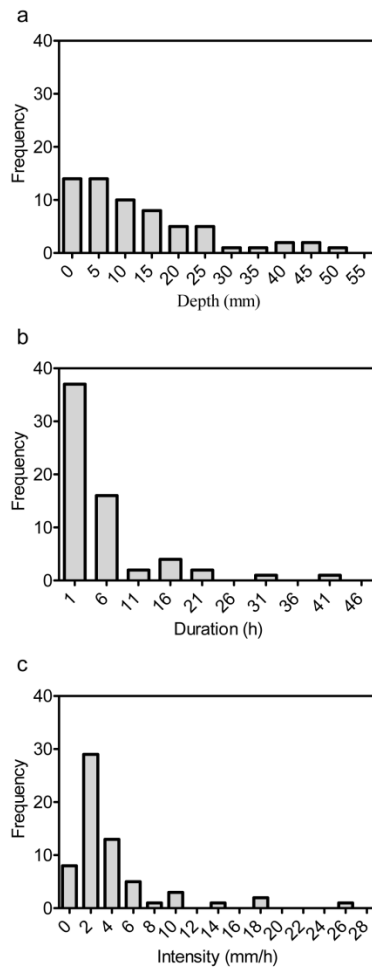 a
40
30
20
10
0
Frequency
0 5 10 15 20 25 30 35 40 45 50 55
Depth (mm)
b
40
30
20
10
0
Frequency
1 6 11 16 21 26 31 36 41 46
Duration (h)
c
40
30
20
10
0
Frequency
0 2 4 6 8 10 12 14 16 18 20 22 24 26 28
Intensity (mm/h)